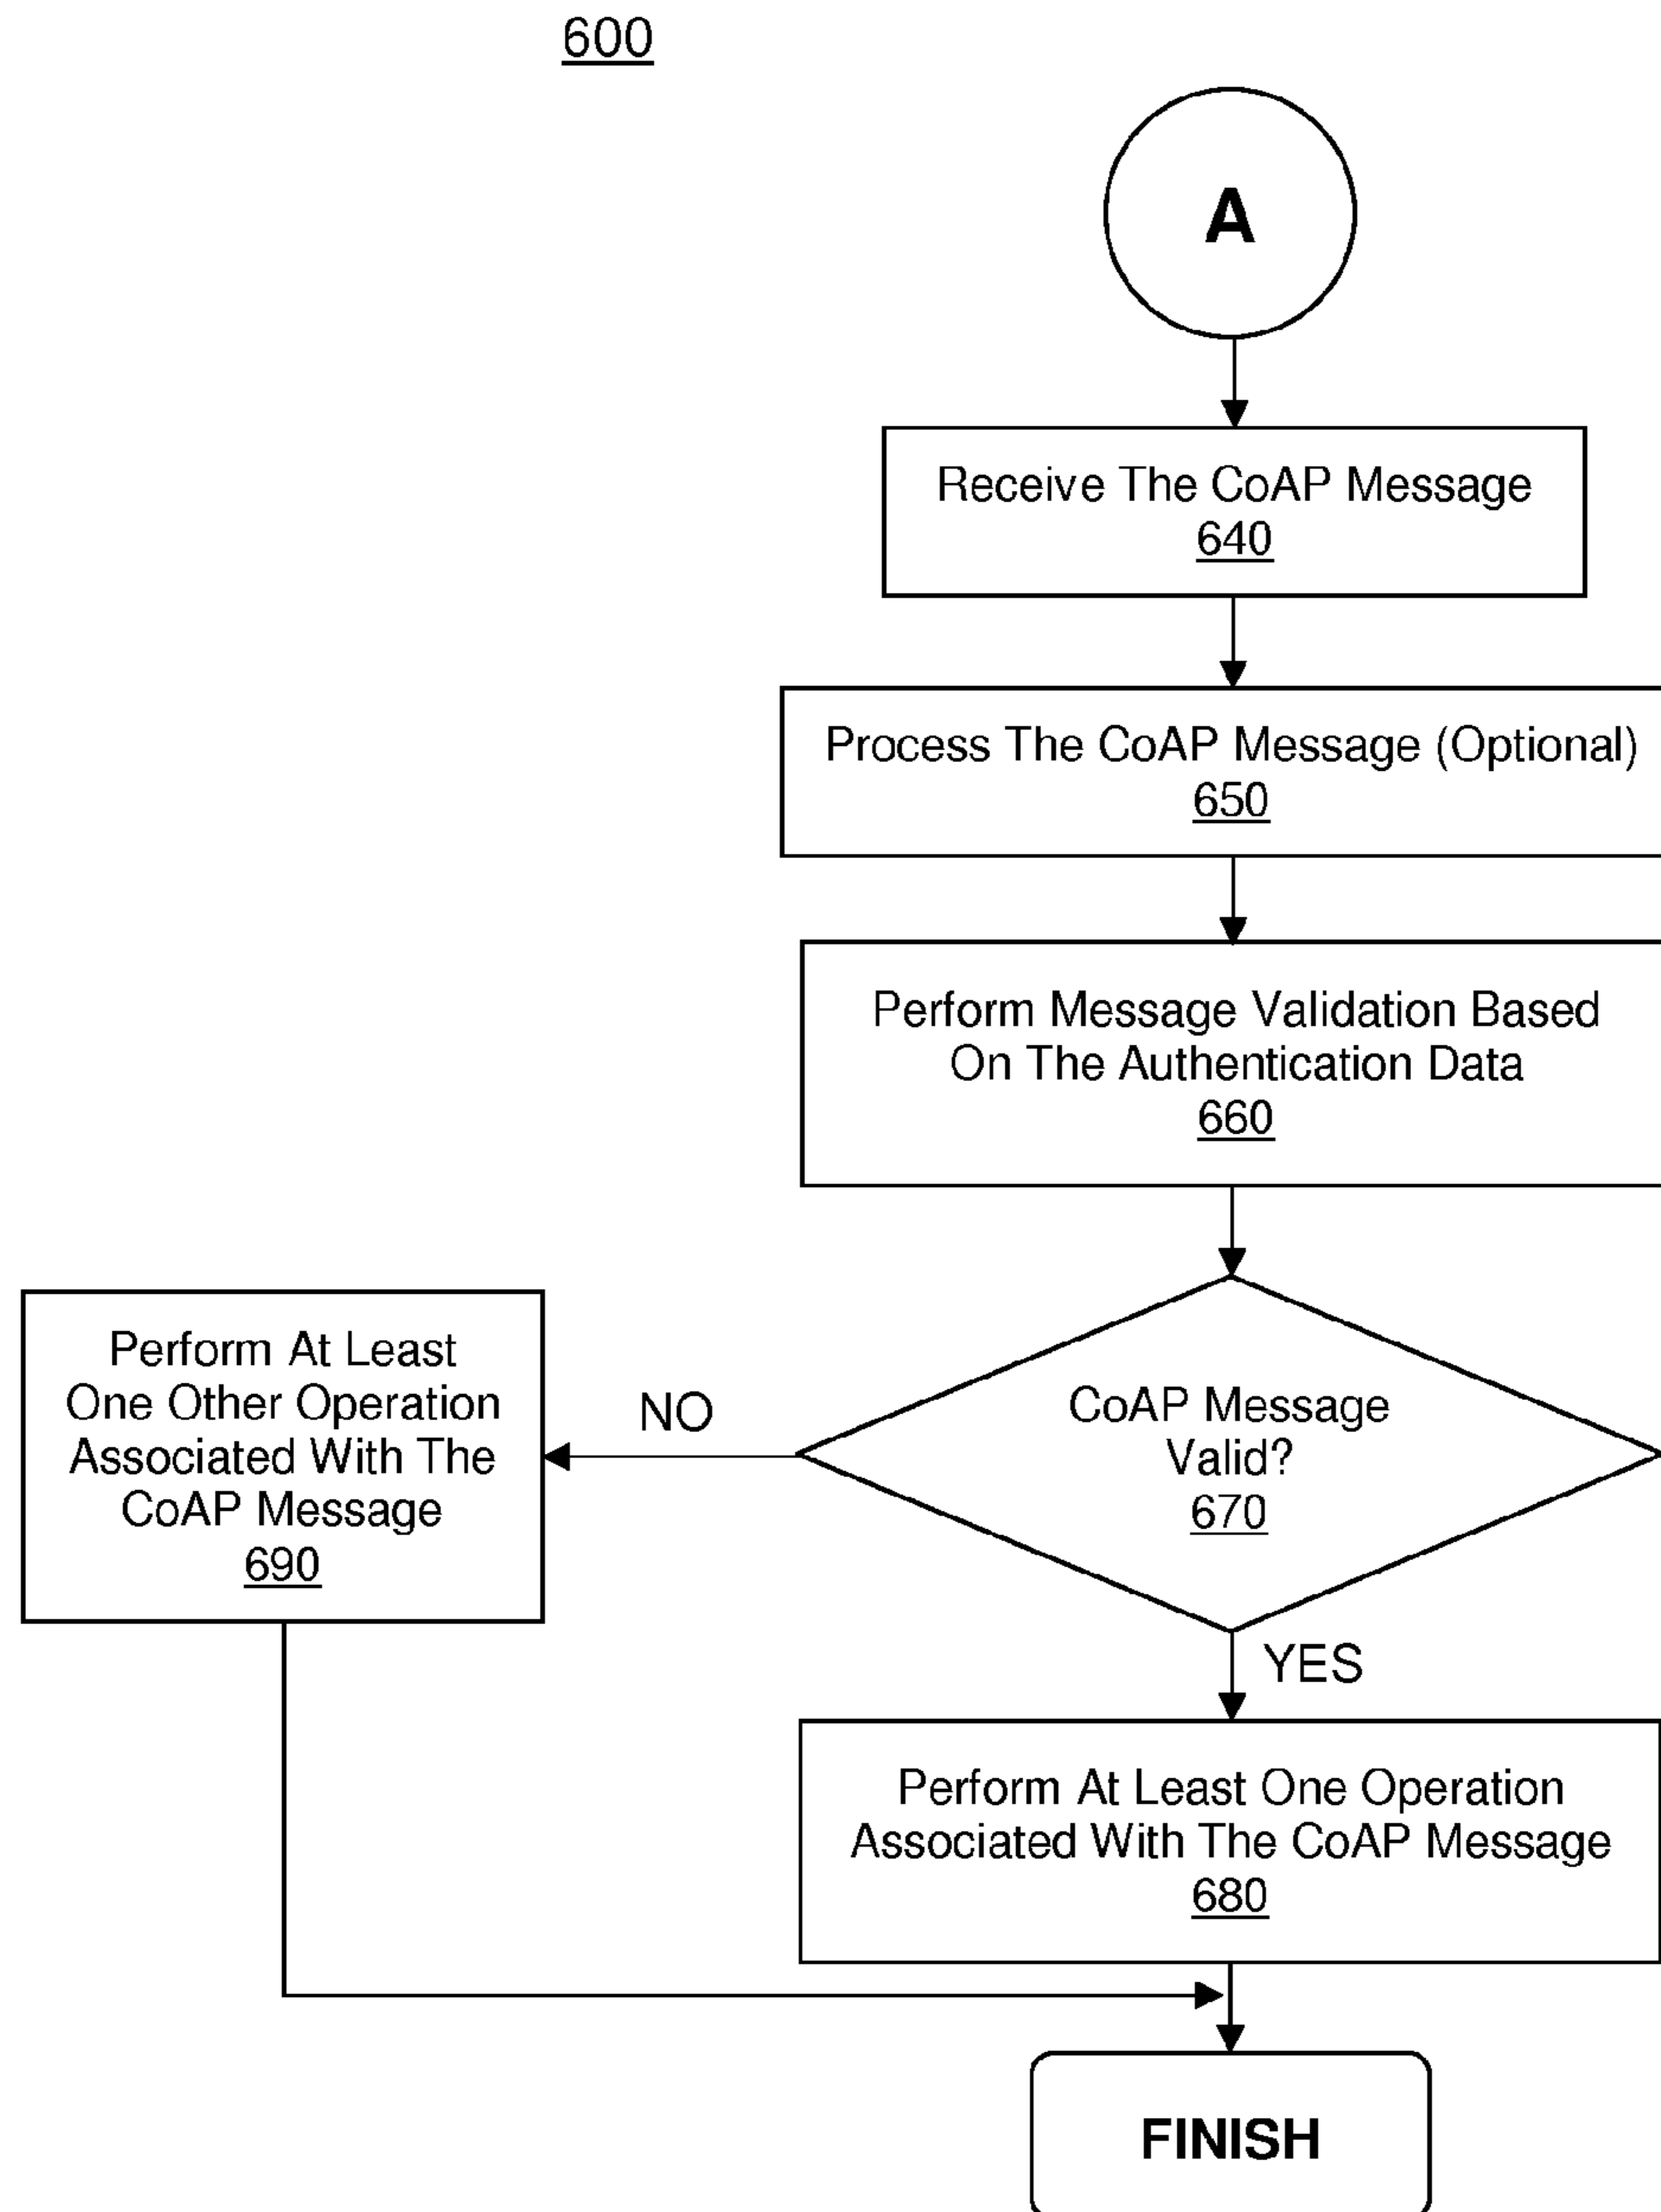 600
A
Receive The CoAP Message
640
Process The CoAP Message (Optional)
650
Perform Message Validation Based
On The Authentication Data
660
CoAP Message
Valid?
670
NO
Perform At Least
One Other Operation
Associated With The
CoAP Message
690
YES
Perform At Least One Operation
Associated With The CoAP Message
680
FINISH